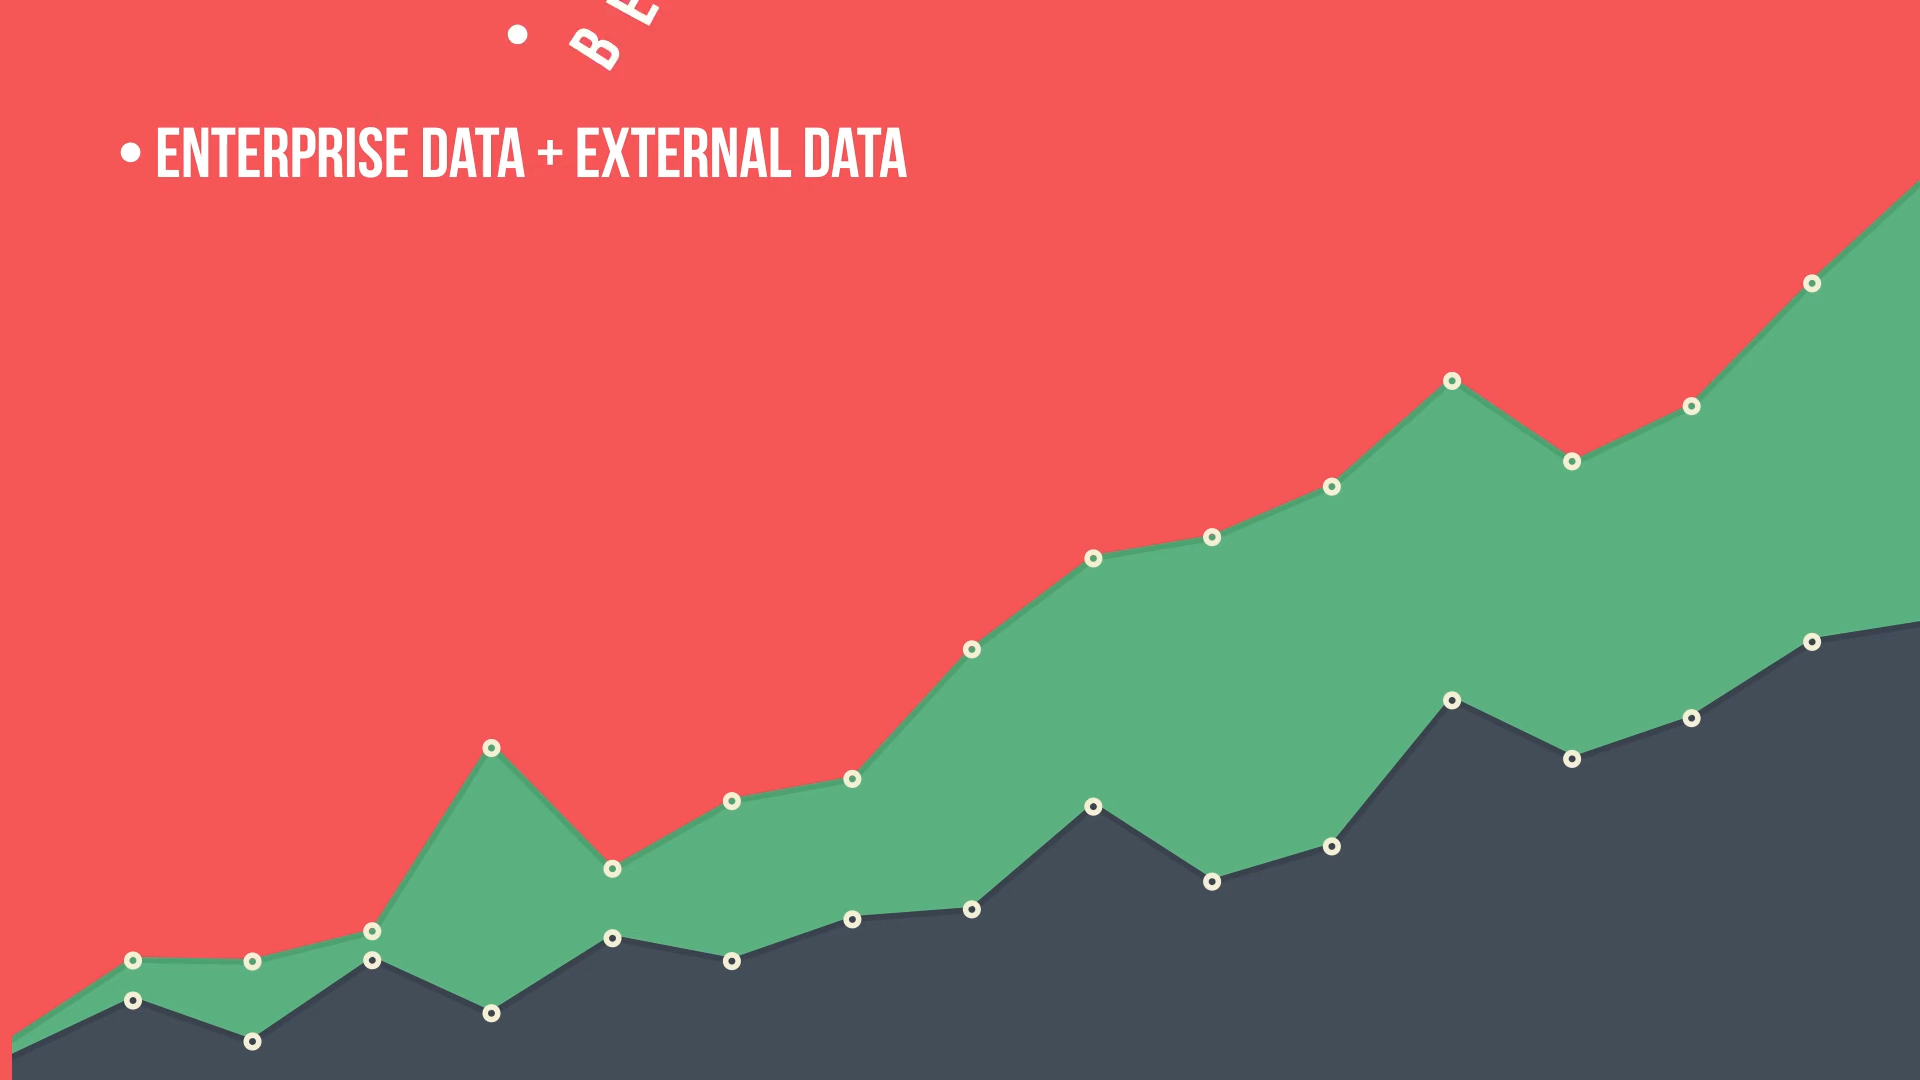 • B E
• ENTERPRISE DATA + EXTERNAL DATA